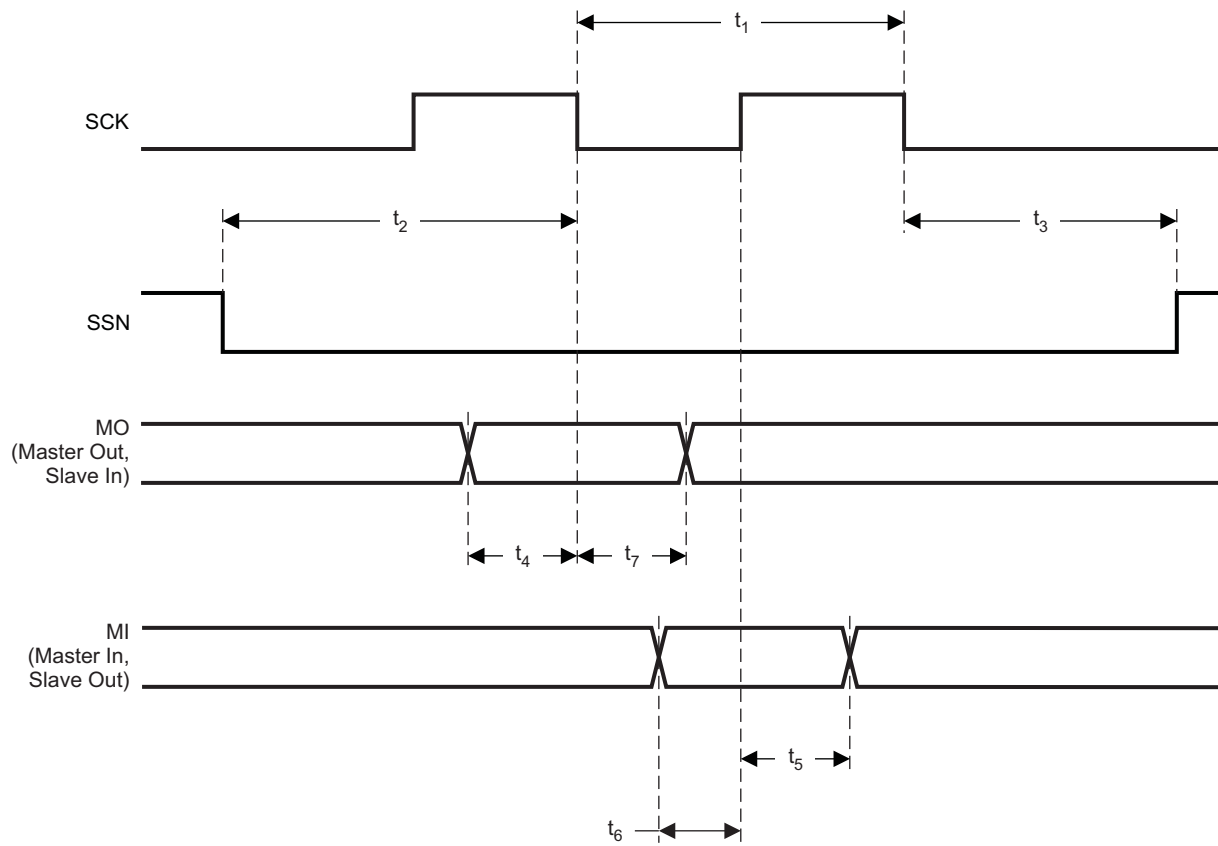 t1
SCK
t2
t3
SSN
MO
(Master Out,
Slave In)
t4
t7
MI
(Master In,
Slave Out)
t5
t6